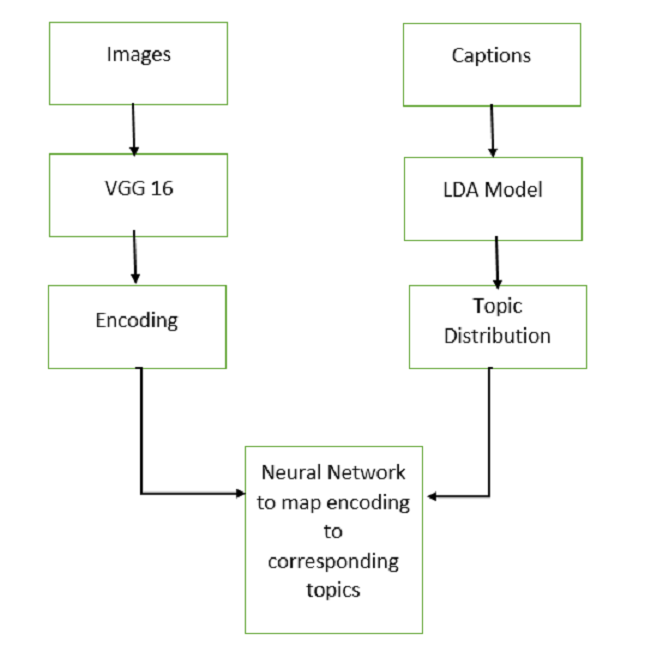 Images
Captions
VGG 16
LDA Model
Encoding
Topic
Distribution
Neural Network
to map encoding
to
corresponding
topics